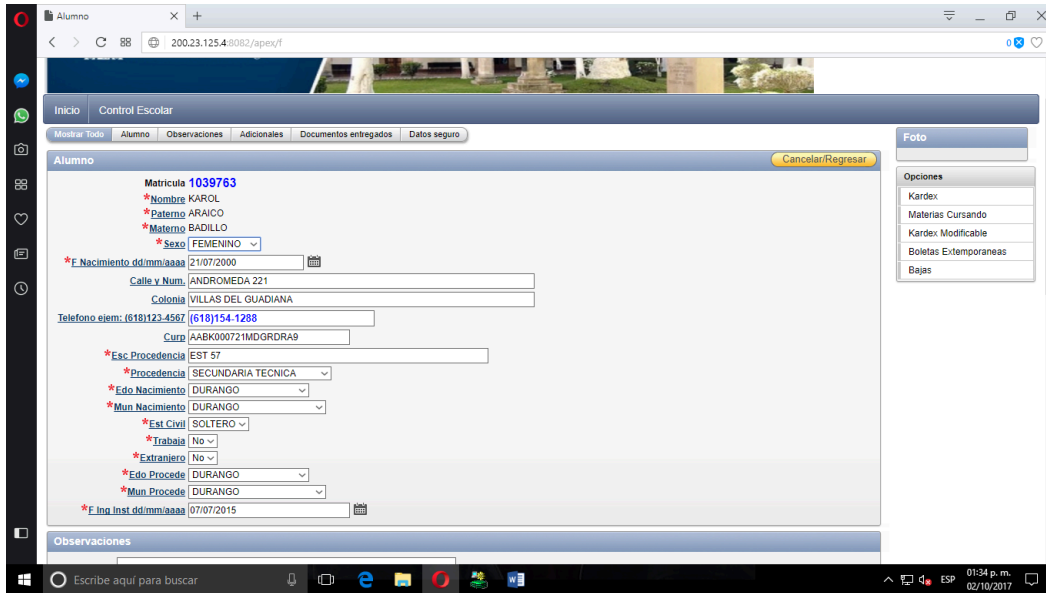 Alumno
200.23.125.4:8082/apex/f
0
Inicio Control Escolar
Mostrar Todo Alumno Observaciones Adicionales Documentos entregados Datos seguro
Foto
Alumno Cancelar/Regresar
Opciones
Kardex
Materias Cursando
Kardex Modificable
Boletas Extemporaneas
Bajas
Matricula 1039763
*Nombre KAROL
*Paterno ARAICO
*Materno BADILLO
*Sexo FEMENINO
*F Nacimiento dd/mm/aaaa 21/07/2000
Calle y Num. ANDROMEDA 221
Colonia VILLAS DEL GUADIANA
Telefono ejem: (618)123-4567 (618)154-1288
Curp AABK000721MDGRDRA9
*Esc Procedencia EST 57
*Procedencia SECUNDARIA TECNICA
*Edo Nacimiento DURANGO
*Mun Nacimiento DURANGO
*Est Civil SOLTERO
*Trabaja No
*Extranjero No
*Edo Procede DURANGO
*Mun Procede DURANGO
*F Ing Inst dd/mm/aaaa 07/07/2015
Observaciones
Escribe aquí para buscar
ESP
01:34 p. m.
02/10/2017